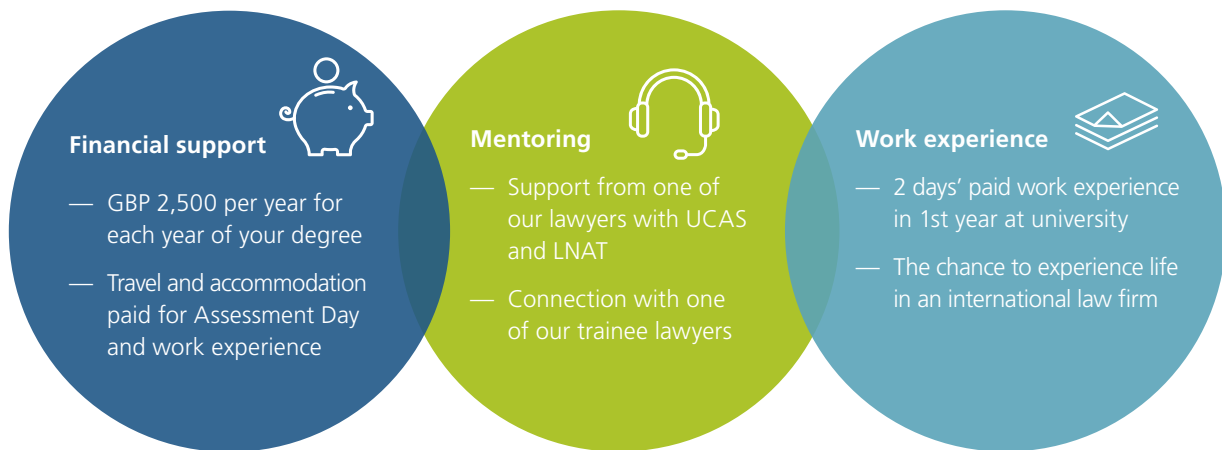 Financial support
— GBP 2,500 per year for
each year of your degree
— Travel and accommodation
paid for Assessment Day
and work experience
Mentoring
— Support from one of
our lawyers with UCAS
and LNAT
— Connection with one
of our trainee lawyers
Work experience
— 2 days’ paid work experience
in 1st year at university
— The chance to experience life
in an international law firm